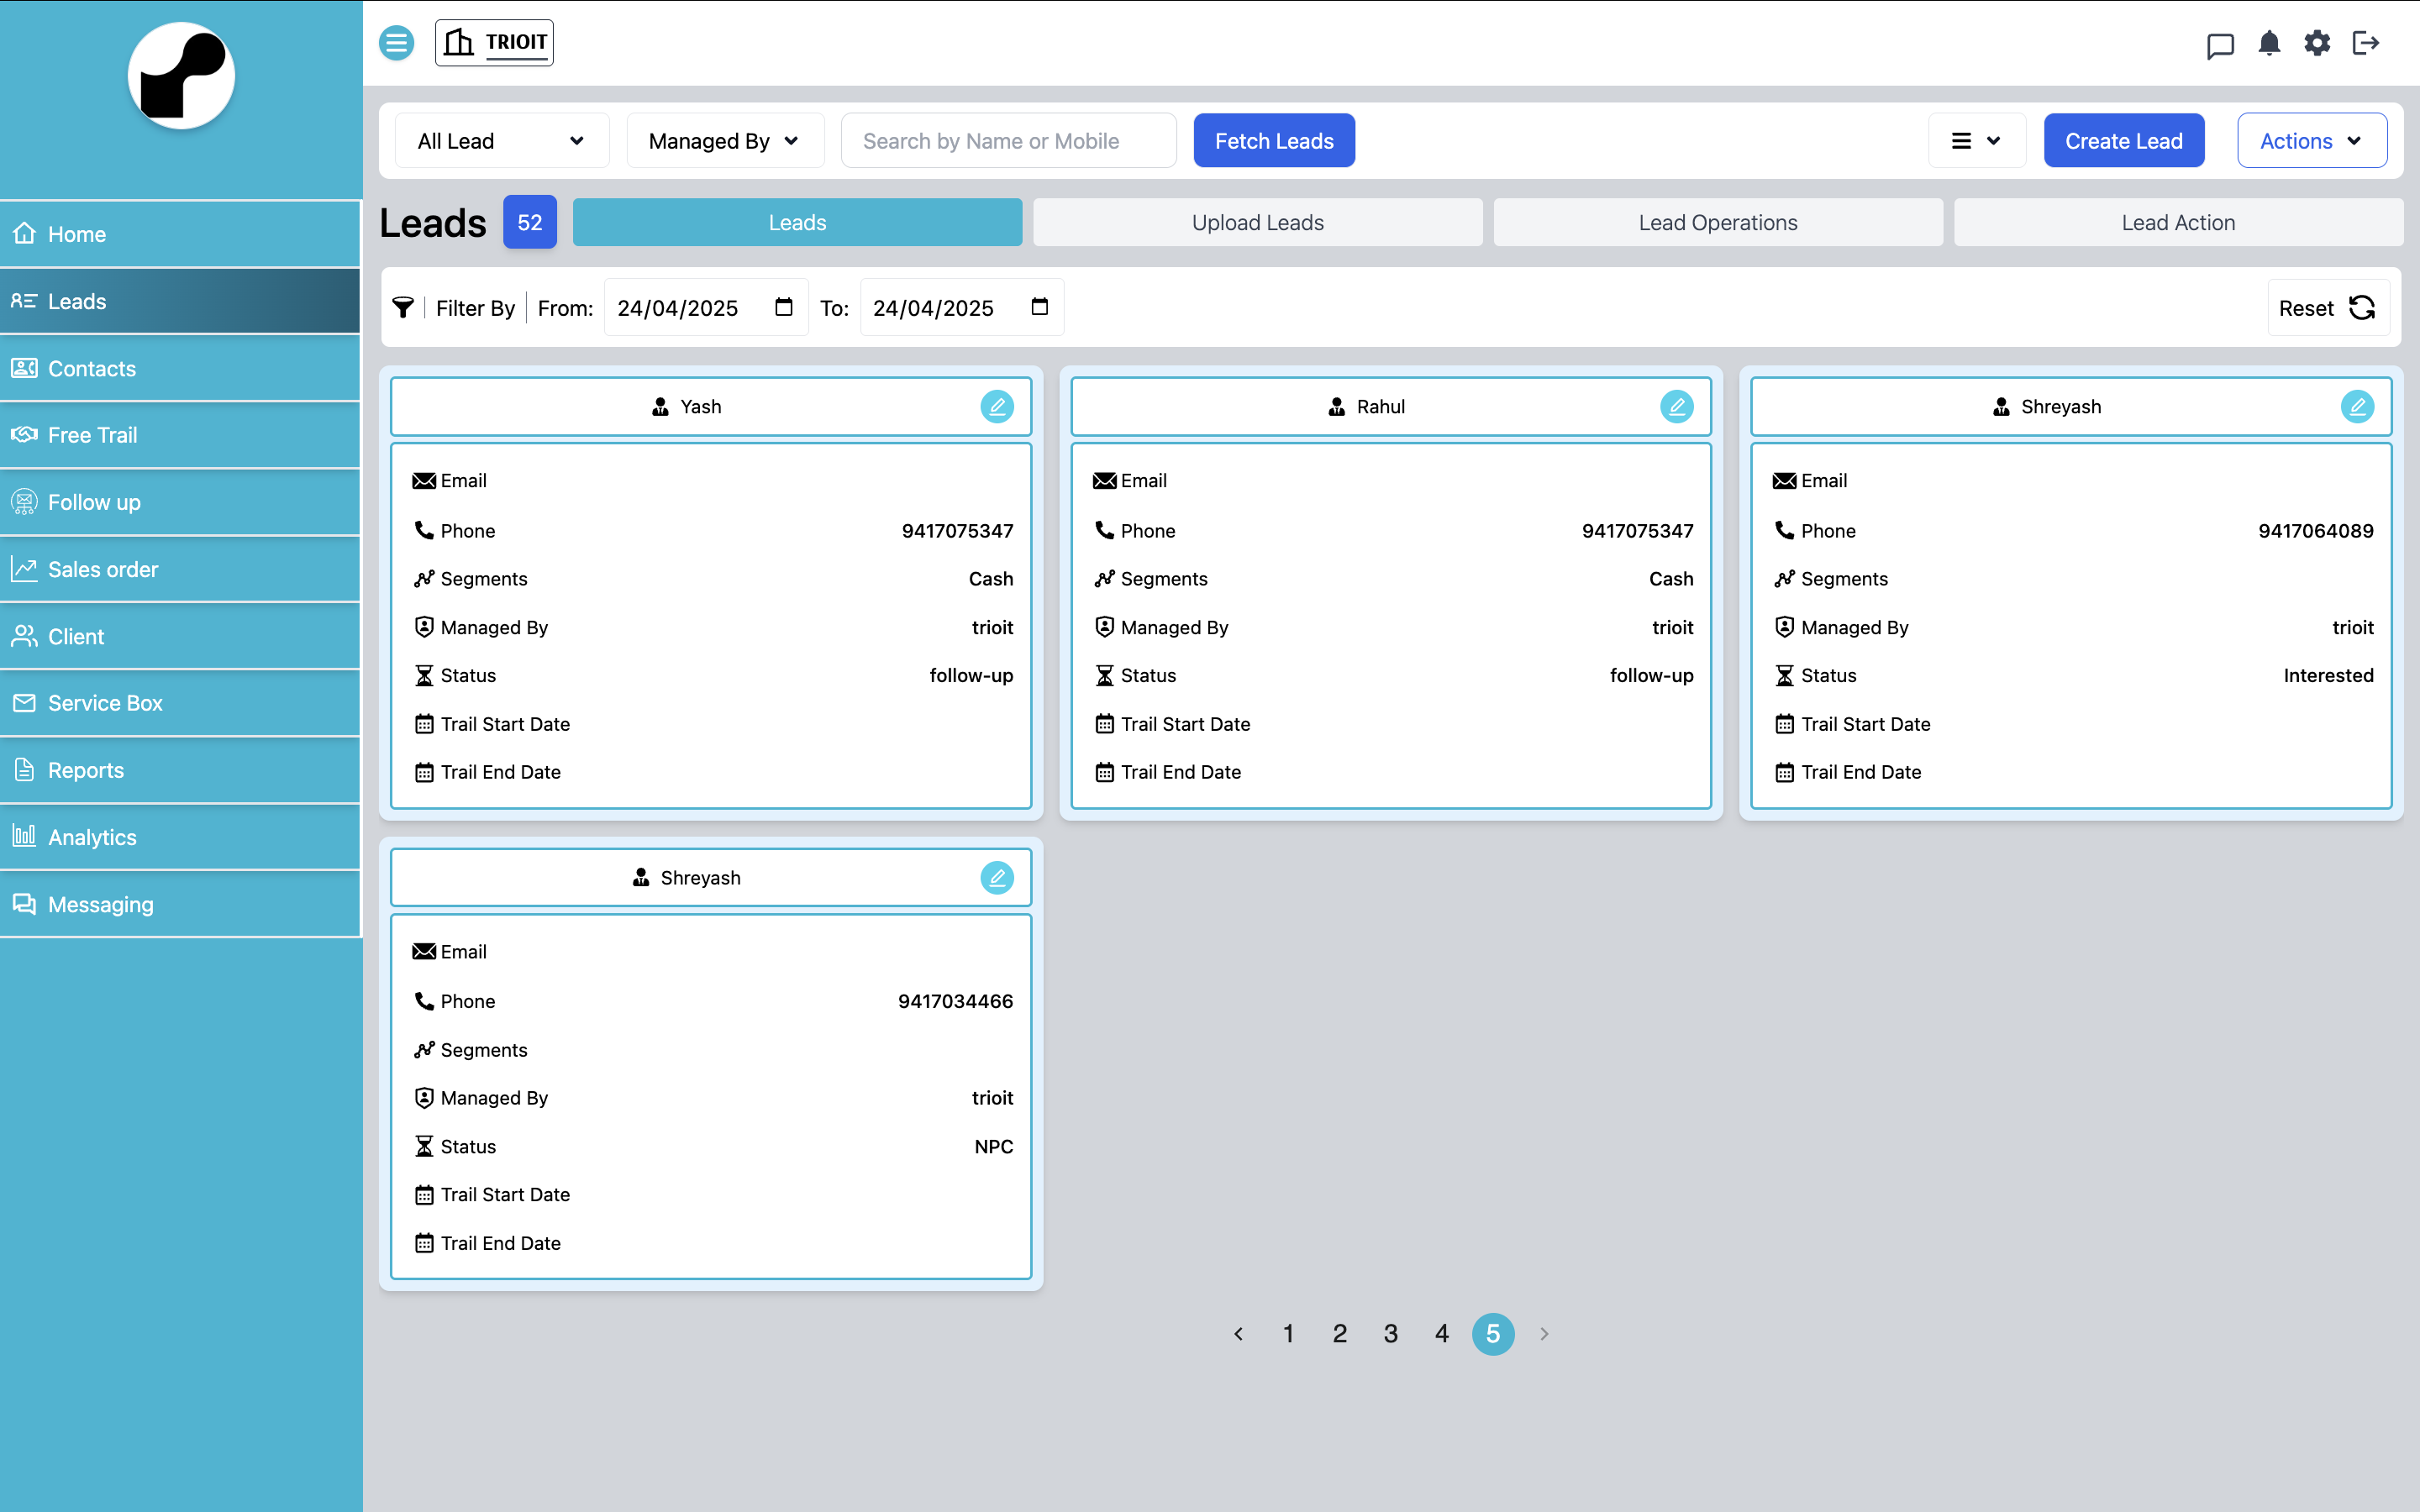 TRIOIT
All Lead
Managed By
Search by Name or Mobile
Fetch Leads
Create Lead
Actions
Leads
52
Leads
Upload Leads
Lead Operations
Lead Action
Filter By
From:
24/04/2025
To:
24/04/2025
Reset
Home
Leads
Contacts
Free Trail
Follow up
Sales order
Client
Service Box
Reports
Analytics
Messaging
Yash
Email
Phone 9417075347
Segments Cash
Managed By trioit
Status follow-up
Trail Start Date
Trail End Date
Rahul
Email
Phone 9417075347
Segments Cash
Managed By trioit
Status follow-up
Trail Start Date
Trail End Date
Shreyash
Email
Phone 9417064089
Segments
Managed By trioit
Status Interested
Trail Start Date
Trail End Date
Shreyash
Email
Phone 9417034466
Segments
Managed By trioit
Status NPC
Trail Start Date
Trail End Date
1 2 3 4 5